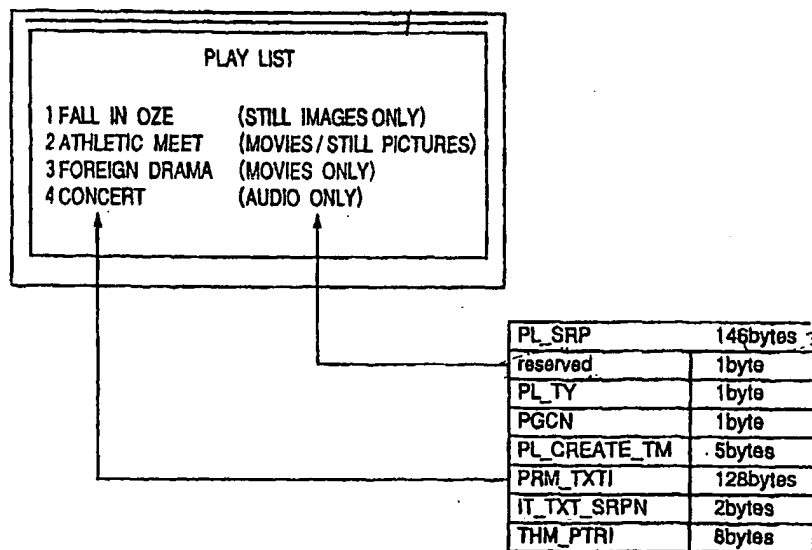 PLAY LIST
1 FALL IN OZE (STILL IMAGES ONLY)
2 ATHLETIC MEET (MOVIES / STILL PICTURES)
3 FOREIGN DRAMA (MOVIES ONLY)
4 CONCERT (AUDIO ONLY)
PL_SRP 146bytes
reserved 1byte
PL_TY 1byte
PGCN 1byte
PL_CREATE_TM 5bytes
PRM_TXTI 128bytes
IT_TXT_SRPN 2bytes
THM_PTRI 8bytes